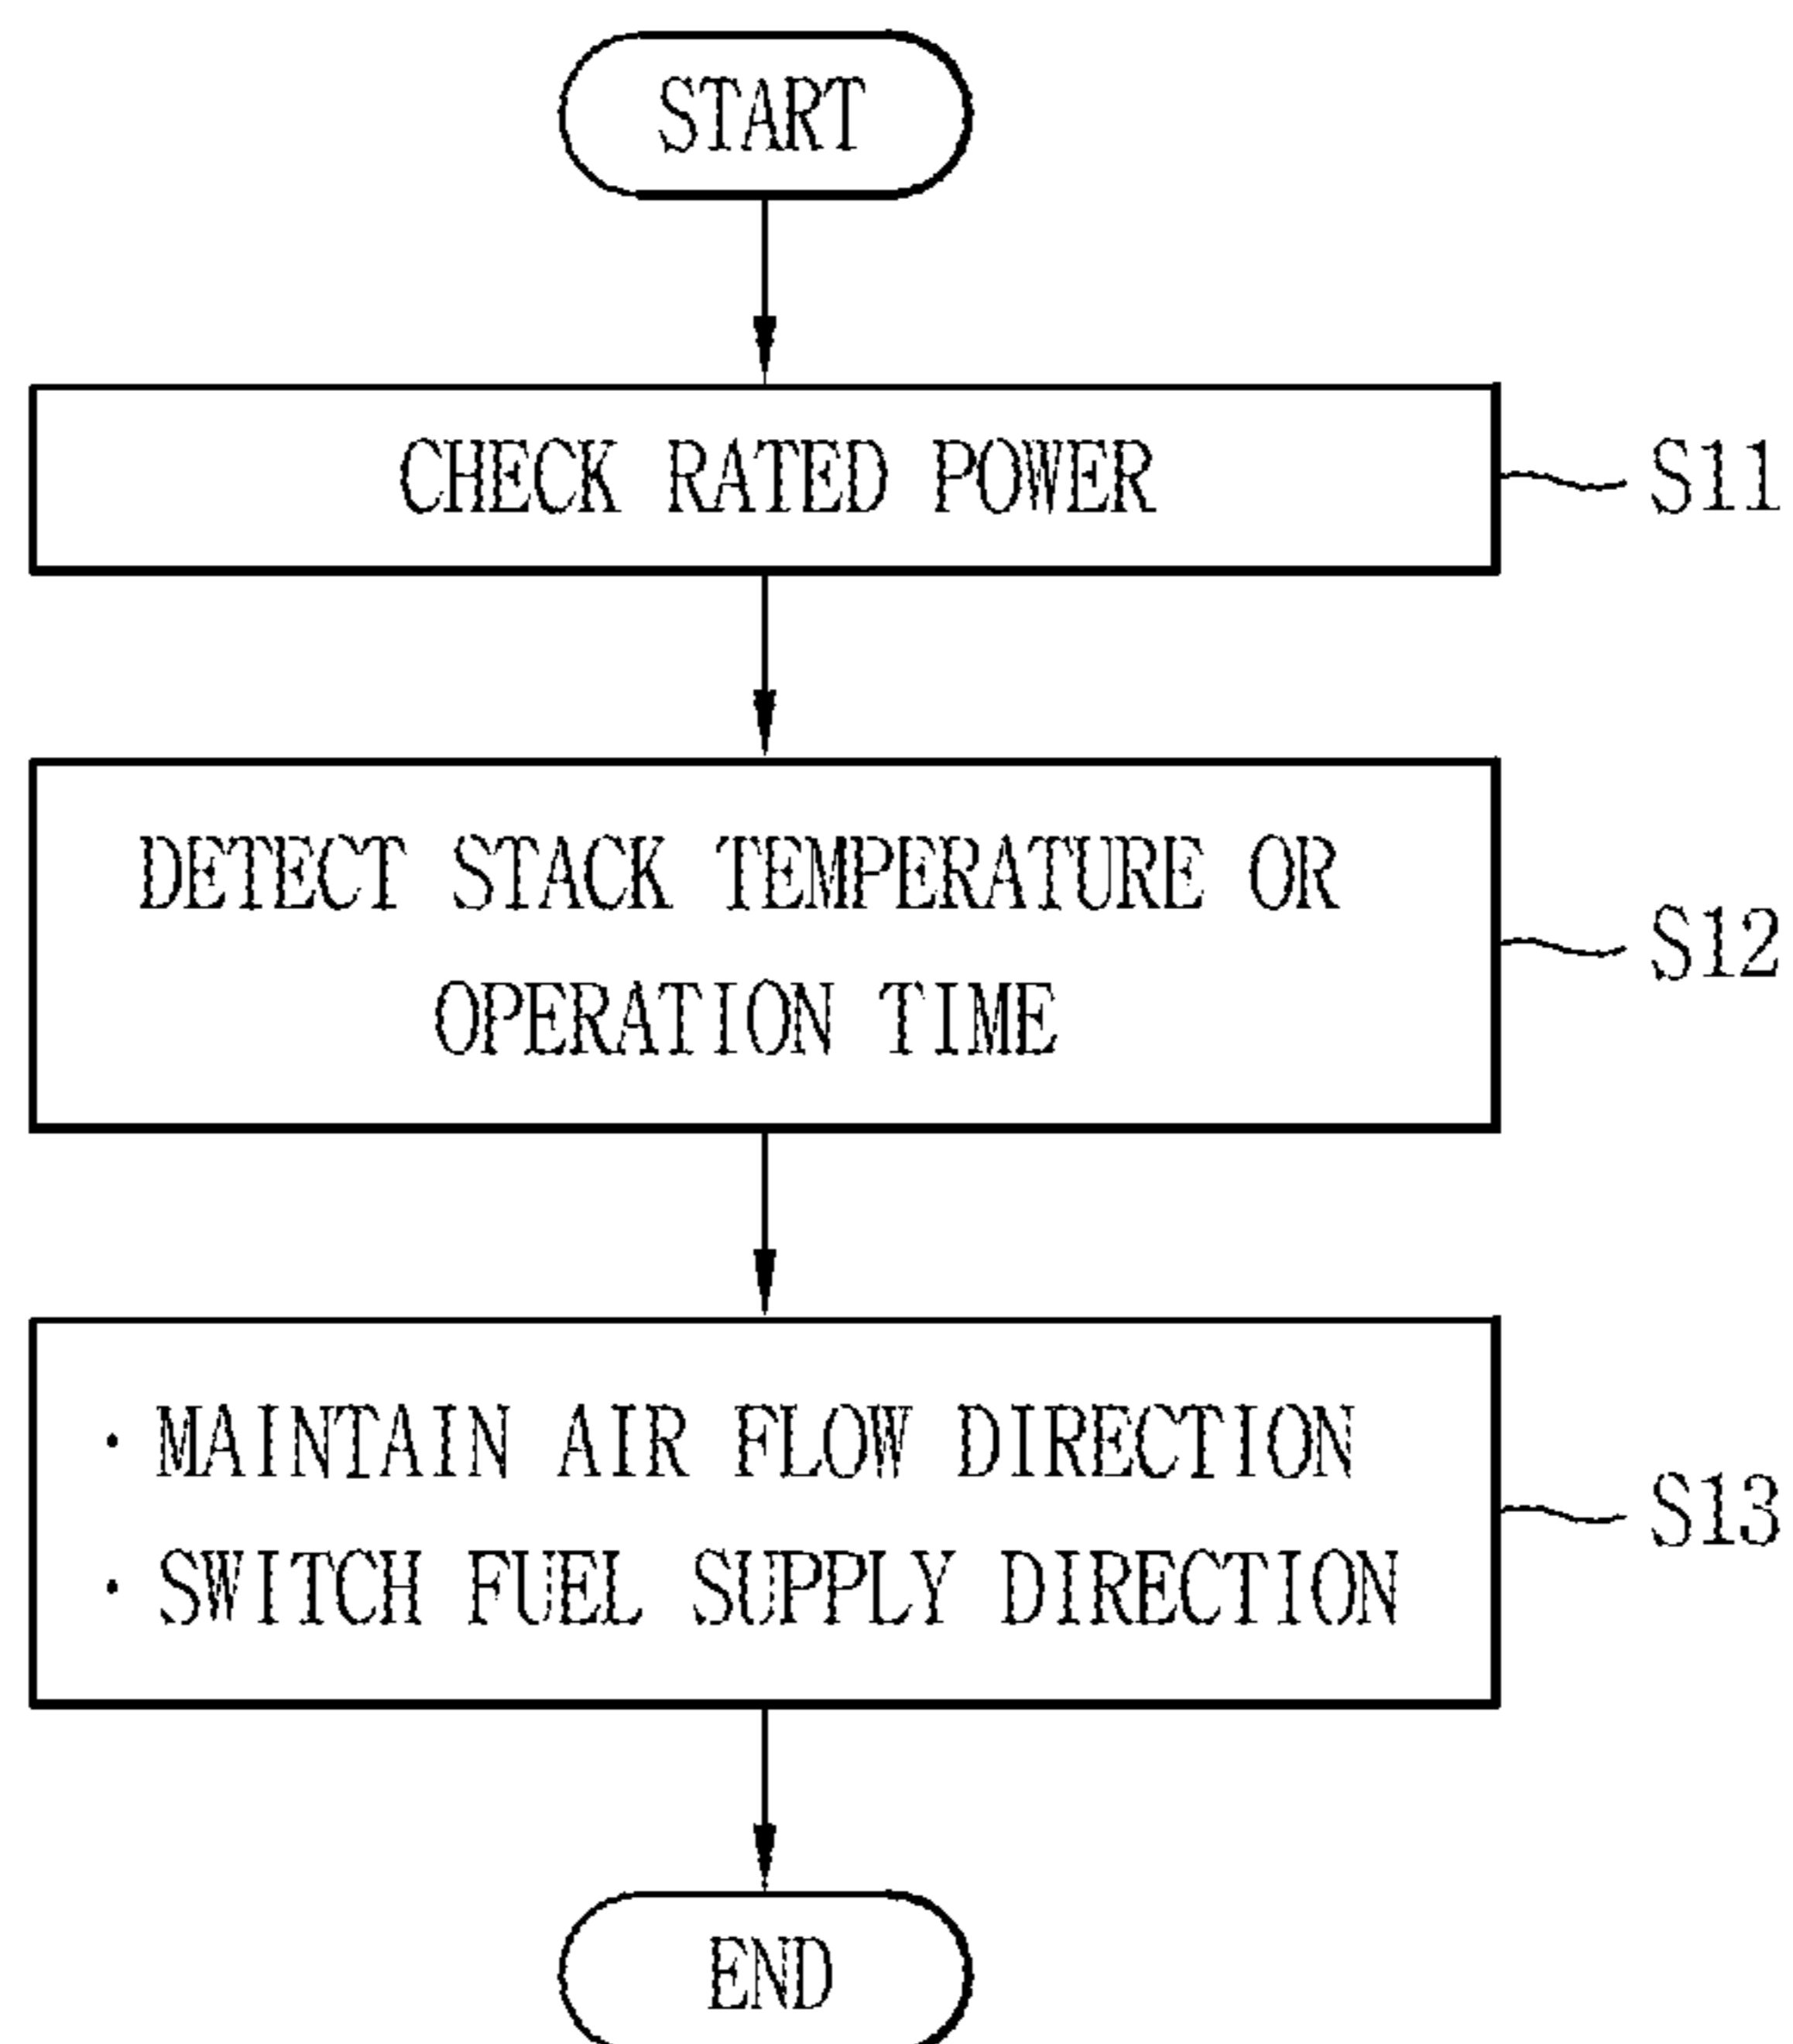 START
CHECK RATED POWER
S11
DETECT STACK TEMPERATURE OR
OPERATION TIME
S12
· MAINTAIN AIR FLOW DIRECTION
· SWITCH FUEL SUPPLY DIRECTION
S13
END